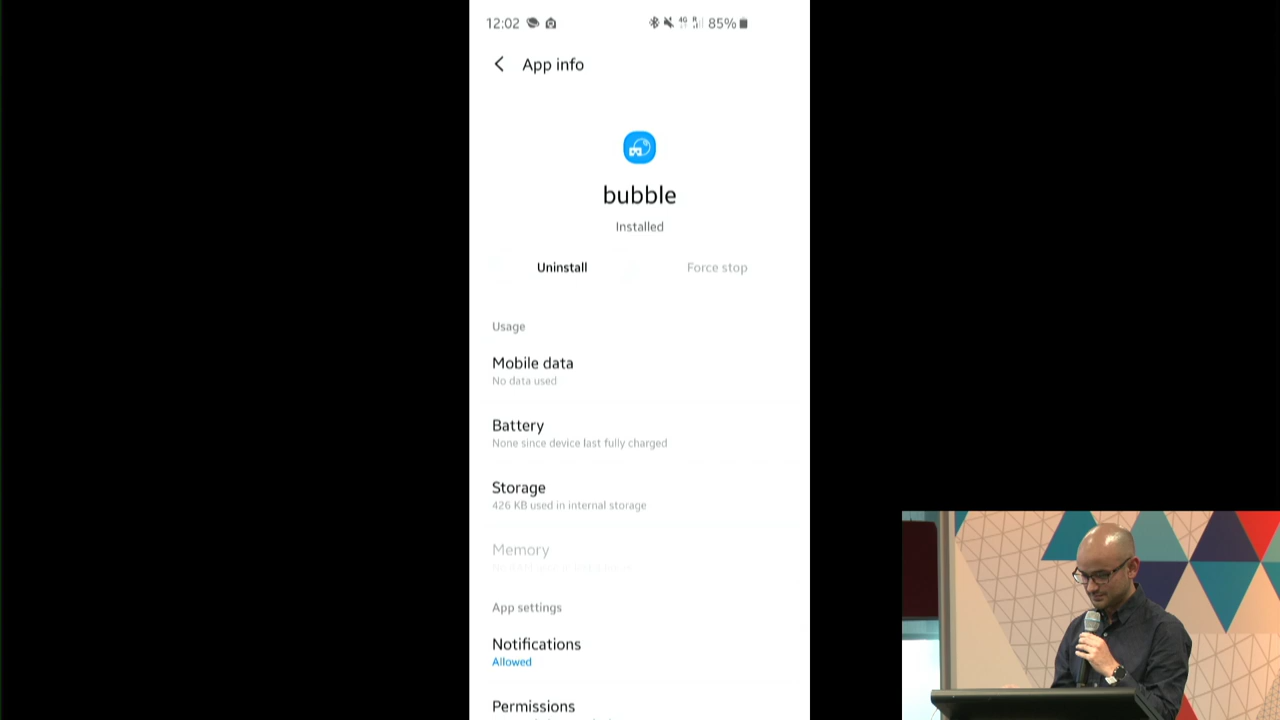 12:02
4G
R
85%
App info
bubble
Installed
Uninstall
Force stop
Usage
Mobile data
No data used
Battery
None since device last fully charged
Storage
426 KB used in internal storage
Memory
App settings
Notifications
Allowed
Permissions